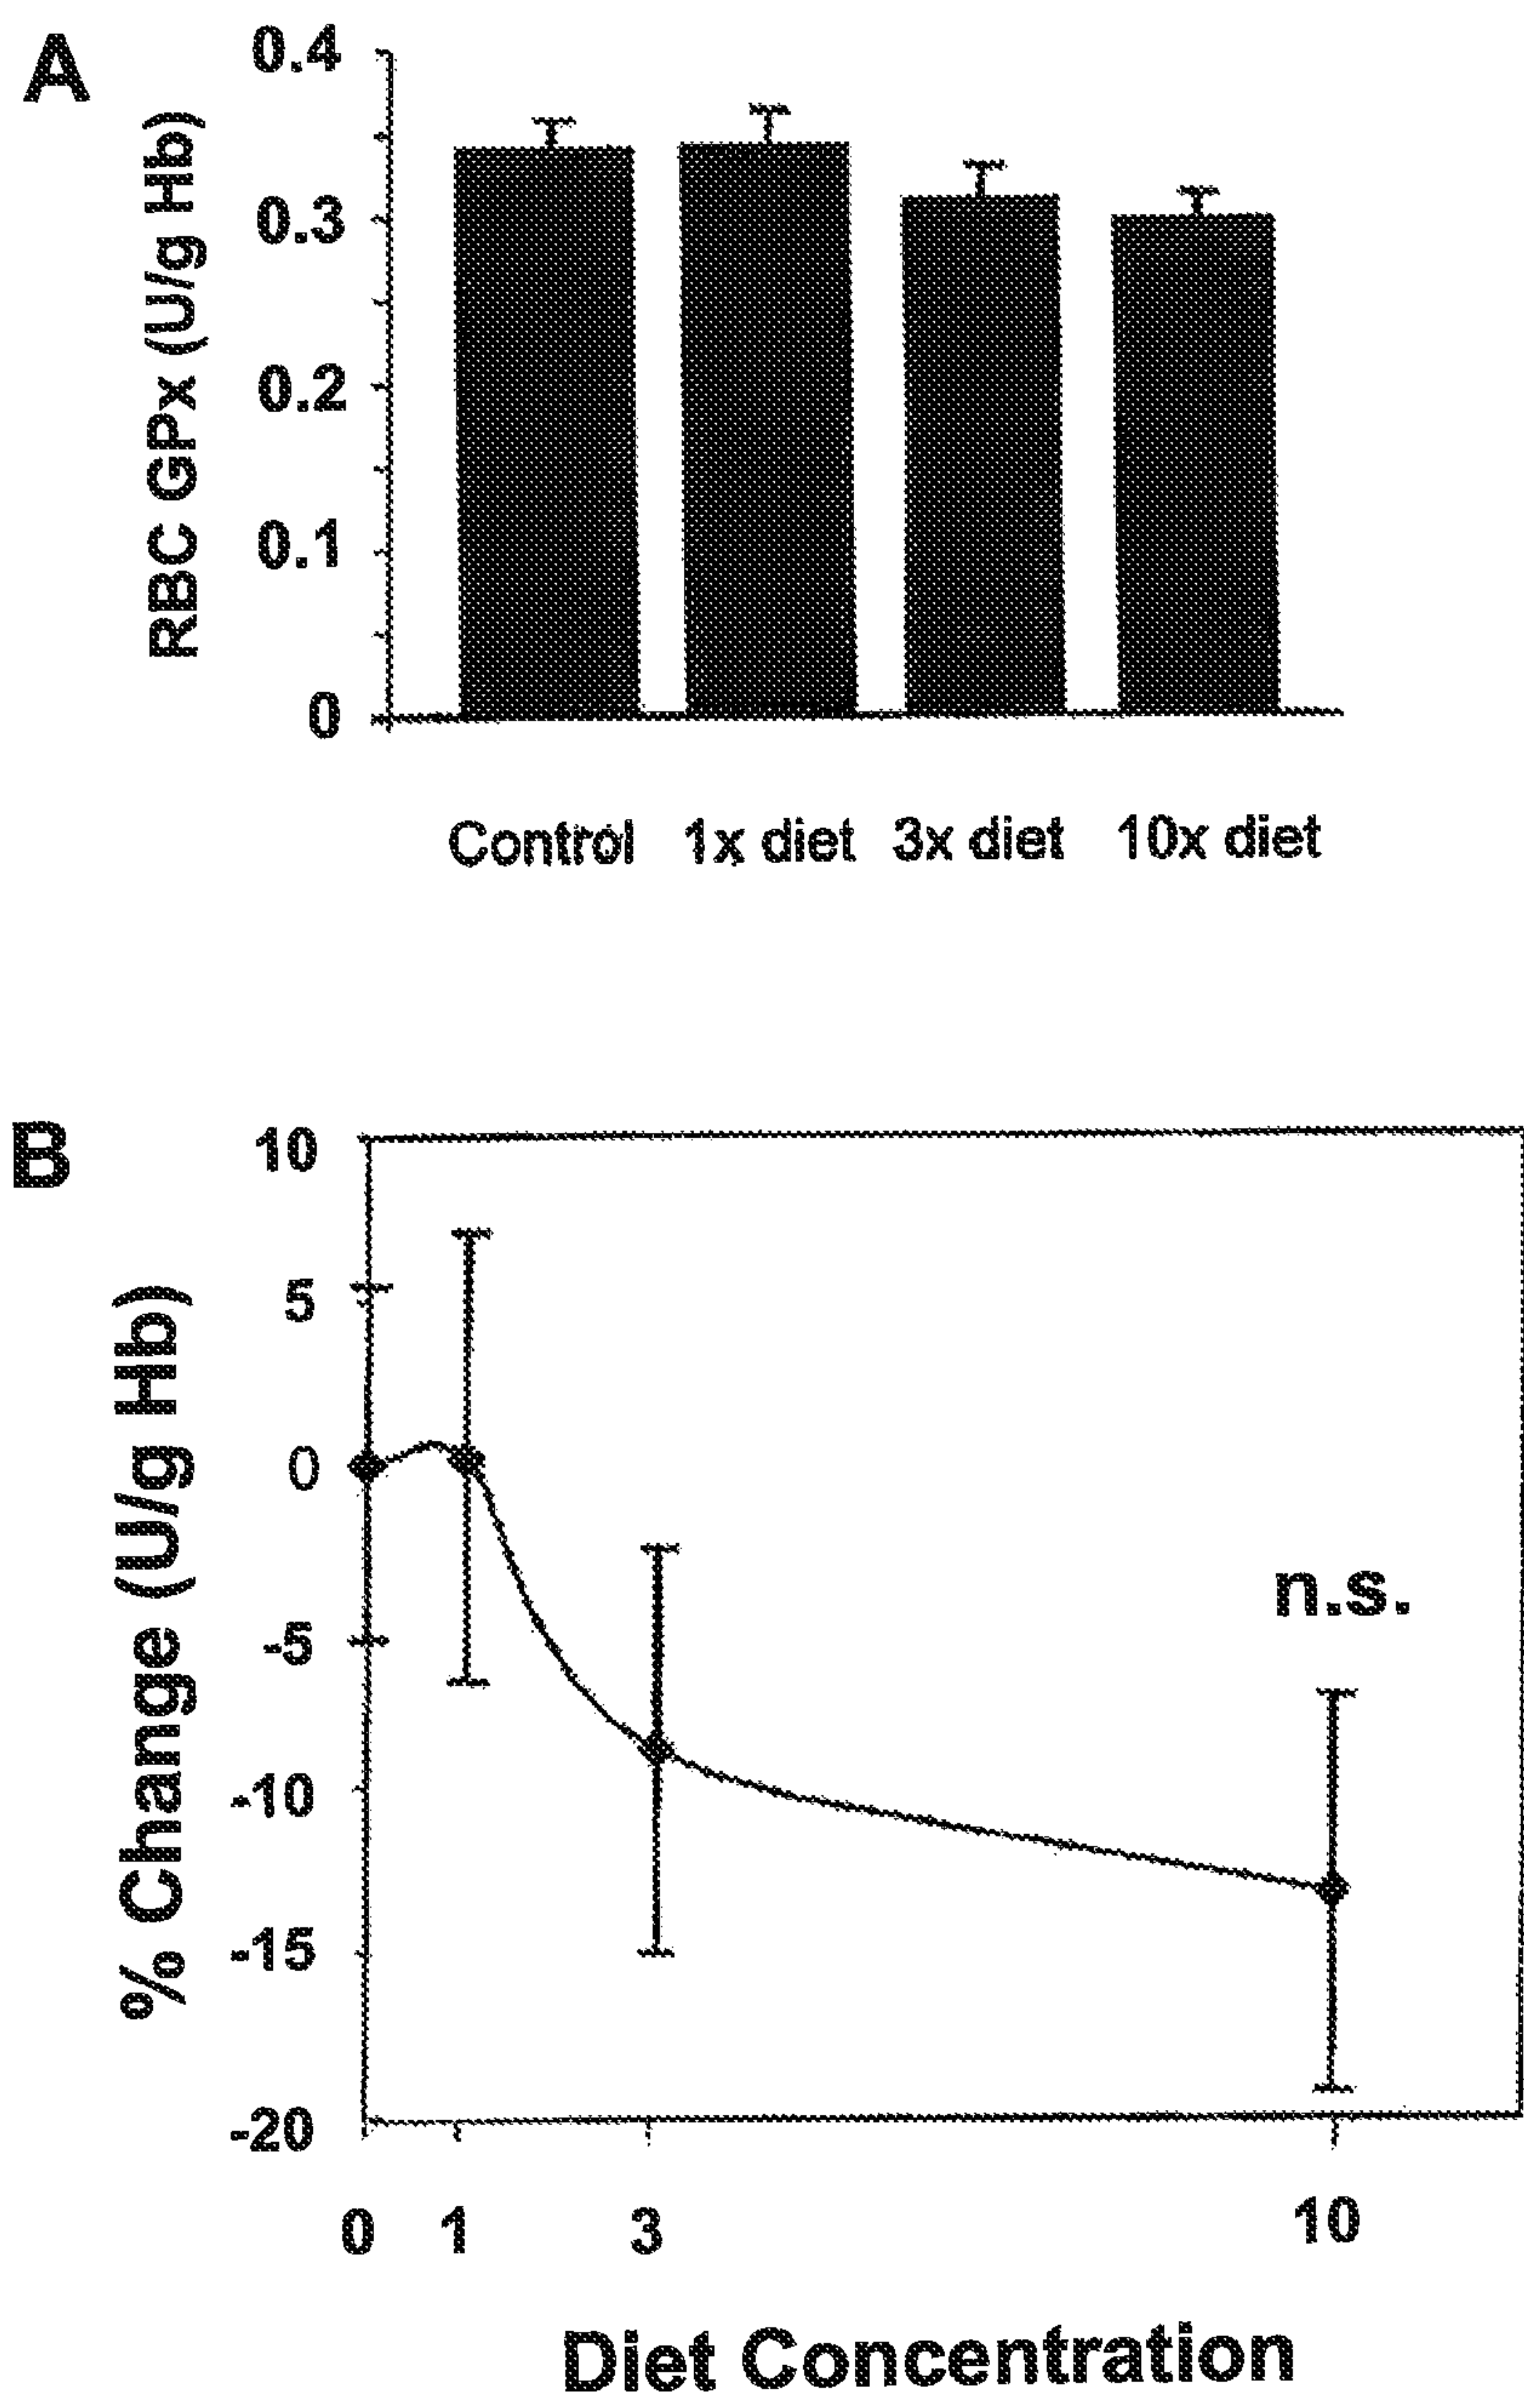 A
RBC GPx (U/g Hb)
0.4
0.3
0.2
0.1
0
Control 1x diet 3x diet 10x diet
B
% Change (U/g Hb)
10
5
0
-5
-10
-15
-20
n.s.
0 1 3 10
Diet Concentration